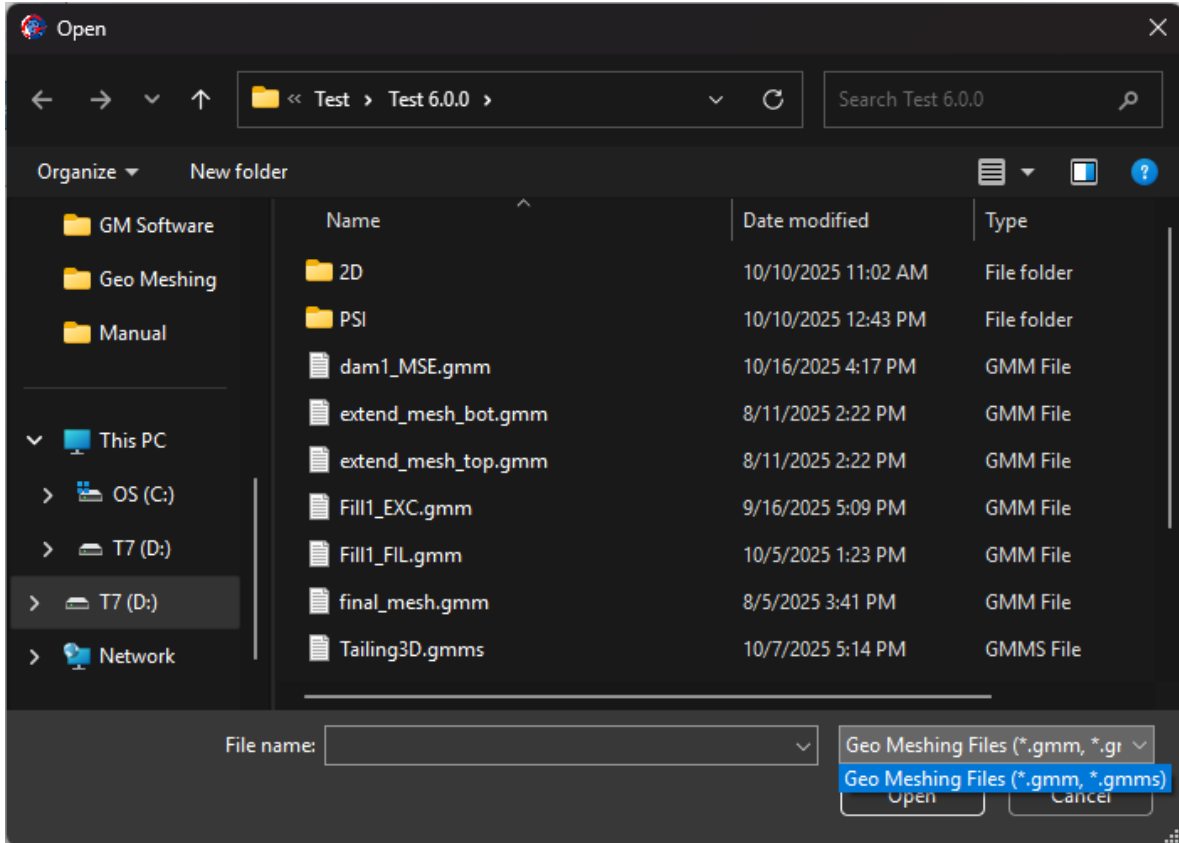 Open
« Test > Test 6.0.0 >
Search Test 6.0.0
Organize
New folder
GM Software
Geo Meshing
Manual
This PC
OS (C:)
T7 (D:)
T7 (D:)
Network
Name Date modified Type
2D 10/10/2025 11:02 AM File folder
PSI 10/10/2025 12:43 PM File folder
dam1_MSE.gmm 10/16/2025 4:17 PM GMM File
extend_mesh_bot.gmm 8/11/2025 2:22 PM GMM File
extend_mesh_top.gmm 8/11/2025 2:22 PM GMM File
Fill1_EXC.gmm 9/16/2025 5:09 PM GMM File
Fill1_FIL.gmm 10/5/2025 1:23 PM GMM File
final_mesh.gmm 8/5/2025 3:41 PM GMM File
Tailing3D.gmms 10/7/2025 5:14 PM GMMS File
File name:
Geo Meshing Files (*.gmm, *.gr
Geo Meshing Files (*.gmm, *.gmms)
Open Cancel